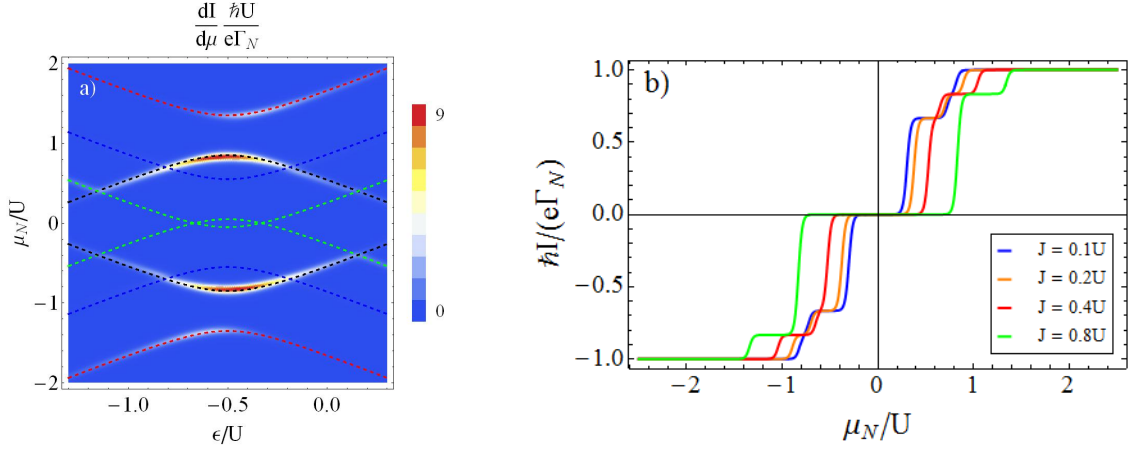 dI ħU
dμ eΓ_N
a)
2
1
0
−1
−2
μ_N/U
−1.0 −0.5 0.0
ϵ/U
9
0
b)
1.0
0.5
0.0
−0.5
−1.0
ħI/(eΓ_N)
−2 −1 0 1 2
μ_N/U
J = 0.1U
J = 0.2U
J = 0.4U
J = 0.8U